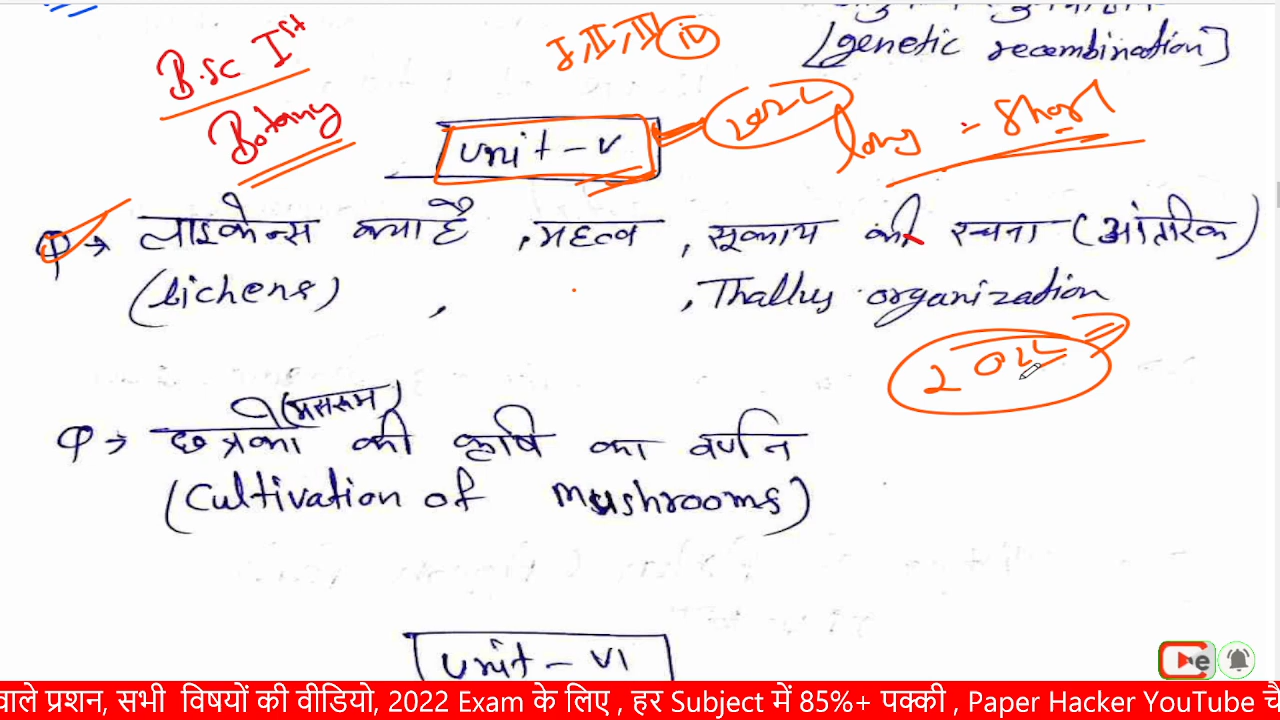 [genetic recombination]
B.sc Ist
Botany
I, II, III, iv
unit - V
2022
long = short
Q→ लाइकेन्स क्या है , महत्व , सूकाय की रचना (आंतरिक)
(lichens) , , Thallus organization
2022
(मसरूम)
Q→ छत्रको की कृषि का वर्णन
(Cultivation of mushrooms)
unit - VI
e
वाले प्रशन, सभी विषयों की वीडियो, 2022 Exam के लिए , हर Subject में 85%+ पक्की , Paper Hacker YouTube चै